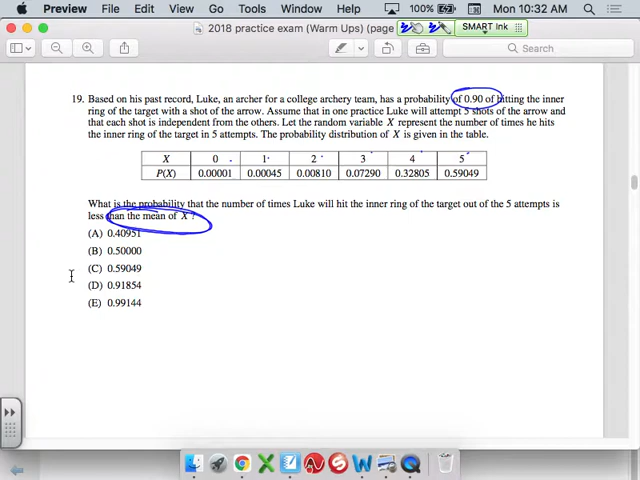 Preview File Edit View Go Tools Window Help 100% Mon 10:32 AM
2018 practice exam (Warm Ups) (page
SMART Ink
Search
19. Based on his past record, Luke, an archer for a college archery team, has a probability of 0.90 of hitting the inner
ring of the target with a shot of the arrow. Assume that in one practice Luke will attempt 5 shots of the arrow and
that each shot is independent from the others. Let the random variable X represent the number of times he hits
the inner ring of the target in 5 attempts. The probability distribution of X is given in the table.
X 0 1 2 3 4 5
P(X) 0.00001 0.00045 0.00810 0.07290 0.32805 0.59049
What is the probability that the number of times Luke will hit the inner ring of the target out of the 5 attempts is
less than the mean of X ?
(A) 0.40951
(B) 0.50000
(C) 0.59049
(D) 0.91854
(E) 0.99144